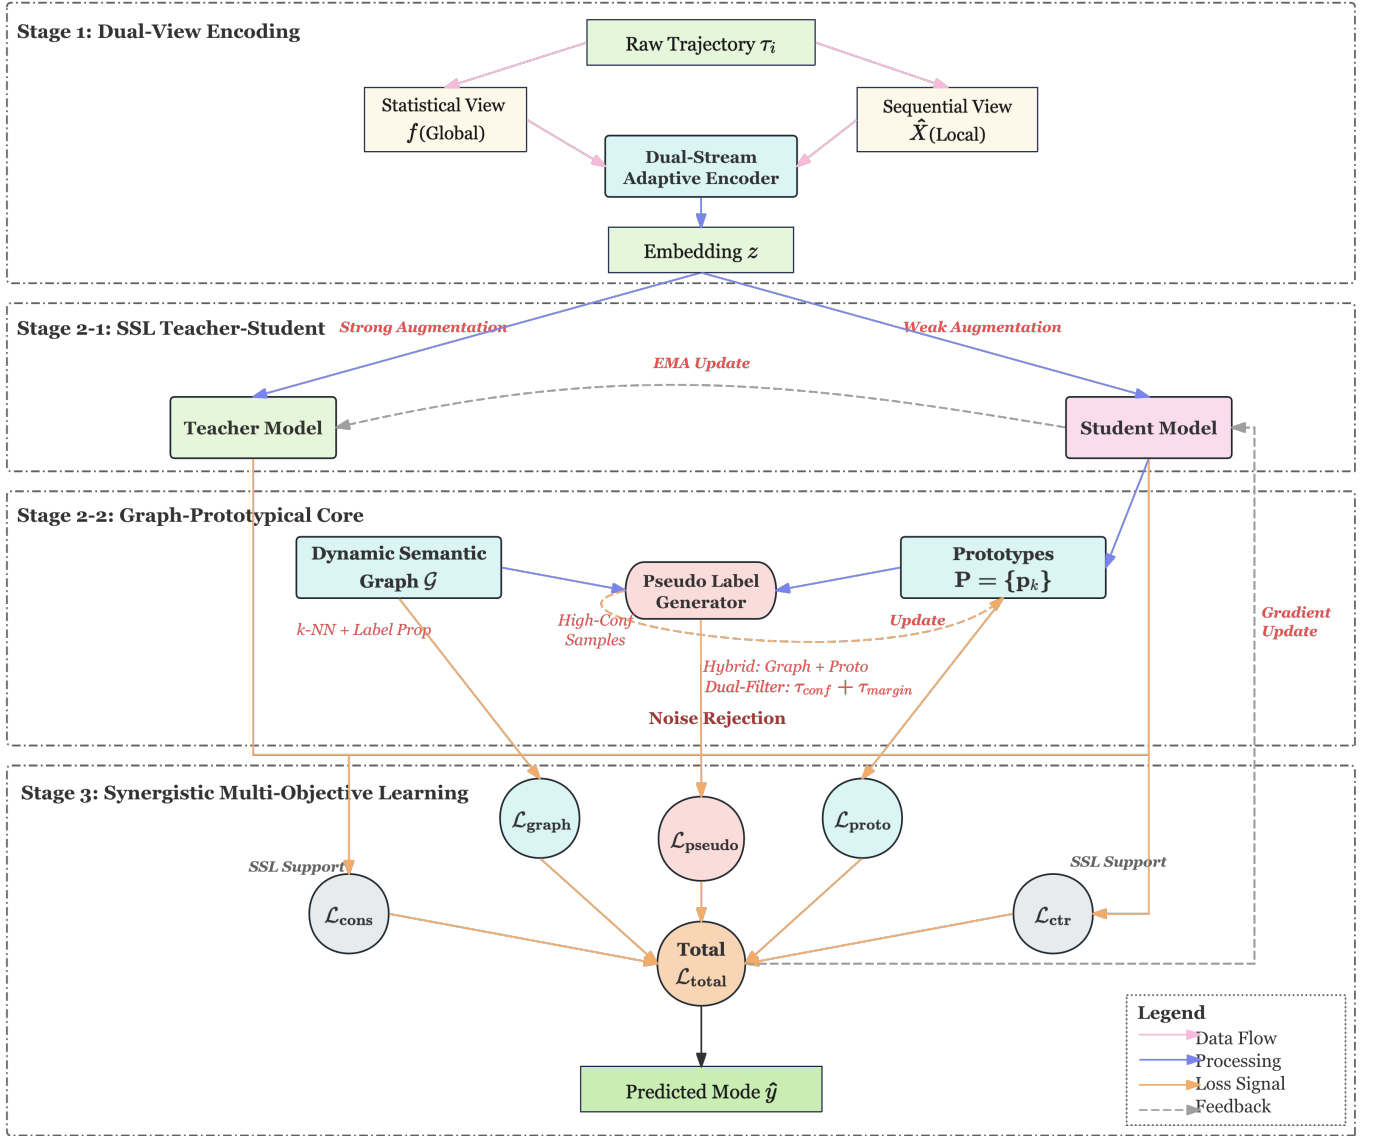 Stage 1: Dual-View Encoding
Raw Trajectory τᵢ
Statistical View
f(Global)
Sequential View
X̂(Local)
Dual-Stream
Adaptive Encoder
Embedding z
Stage 2-1: SSL Teacher-Student
Strong Augmentation
Weak Augmentation
EMA Update
Teacher Model
Student Model
Stage 2-2: Graph-Prototypical Core
Dynamic Semantic
Graph 𝒢
Pseudo Label
Generator
Prototypes
P = {pₖ}
k-NN + Label Prop
High-Conf
Samples
Update
Gradient
Update
Hybrid: Graph + Proto
Dual-Filter: τ_conf + τ_margin
Noise Rejection
Stage 3: Synergistic Multi-Objective Learning
ℒ_graph
ℒ_pseudo
ℒ_proto
SSL Support
SSL Support
ℒ_cons
ℒ_ctr
Total
ℒ_total
Predicted Mode ŷ
Legend
Data Flow
Processing
Loss Signal
Feedback